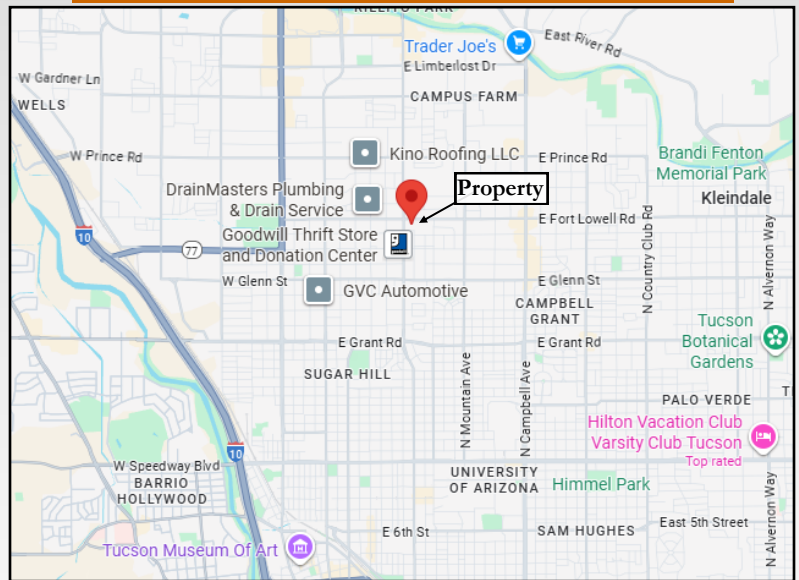 Trader Joe's
East River Rd
E Limberlost Dr
W Gardner Ln
CAMPUS FARM
WELLS
Kino Roofing LLC
W Prince Rd
E Prince Rd
Brandi Fenton
Memorial Park
DrainMasters Plumbing
& Drain Service
Property
Kleindale
E Fort Lowell Rd
Goodwill Thrift Store
and Donation Center
10
77
N Country Club Rd
N Alvernon Way
W Glenn St
E Glenn St
GVC Automotive
CAMPBELL
GRANT
Tucson
Botanical
Gardens
E Grant Rd
E Grant Rd
SUGAR HILL
N Mountain Ave
N Campbell Ave
PALO VERDE
Hilton Vacation Club
Varsity Club Tucson
Top rated
10
W Speedway Blvd
BARRIO
HOLLYWOOD
UNIVERSITY
OF ARIZONA
Himmel Park
N Alvernon Way
E 6th St
SAM HUGHES
East 5th Street
Tucson Museum Of Art